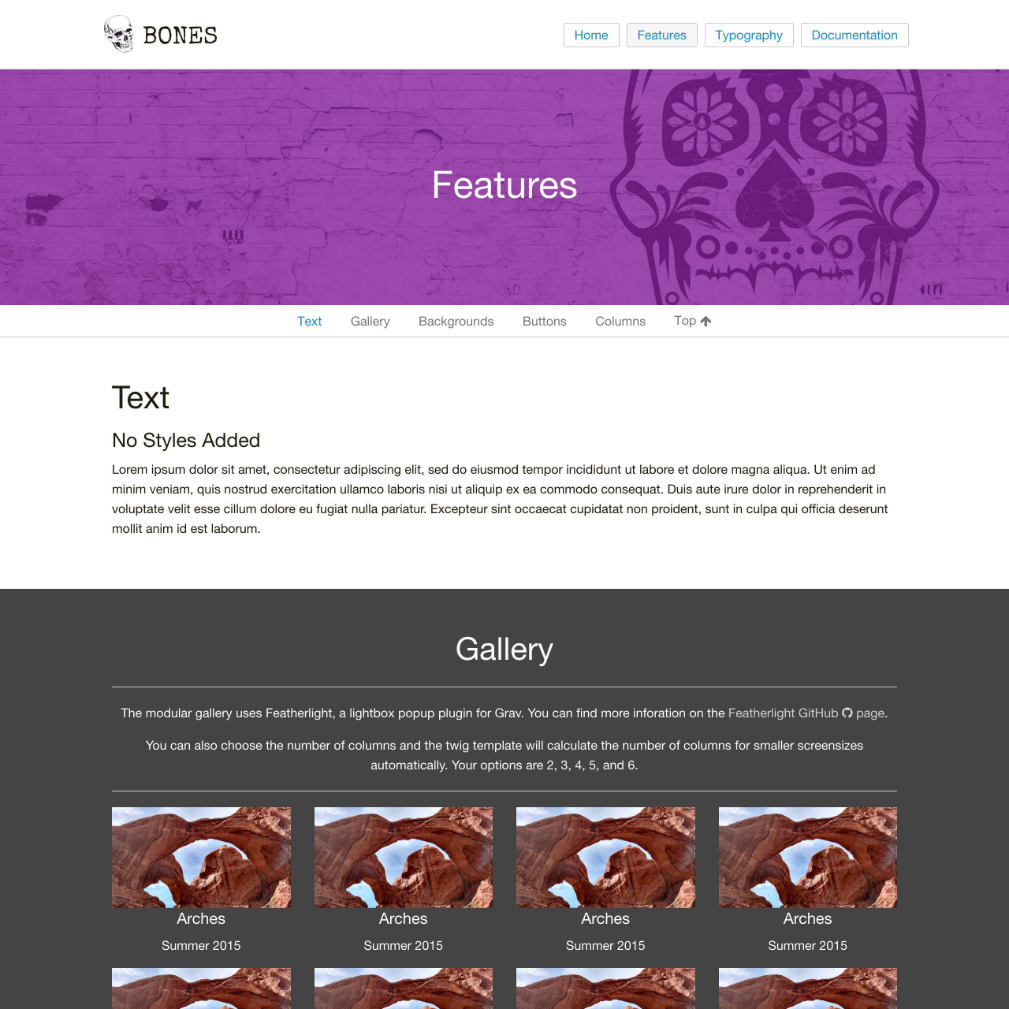 BONES
Home Features Typography Documentation
Features
Text Gallery Backgrounds Buttons Columns Top
Text
No Styles Added
Lorem ipsum dolor sit amet, consectetur adipiscing elit, sed do eiusmod tempor incididunt ut labore et dolore magna aliqua. Ut enim ad
minim veniam, quis nostrud exercitation ullamco laboris nisi ut aliquip ex ea commodo consequat. Duis aute irure dolor in reprehenderit in
voluptate velit esse cillum dolore eu fugiat nulla pariatur. Excepteur sint occaecat cupidatat non proident, sunt in culpa qui officia deserunt
mollit anim id est laborum.
Gallery
The modular gallery uses Featherlight, a lightbox popup plugin for Grav. You can find more inforation on the Featherlight GitHub page.
You can also choose the number of columns and the twig template will calculate the number of columns for smaller screensizes
automatically. Your options are 2, 3, 4, 5, and 6.
Arches Arches Arches Arches
Summer 2015 Summer 2015 Summer 2015 Summer 2015